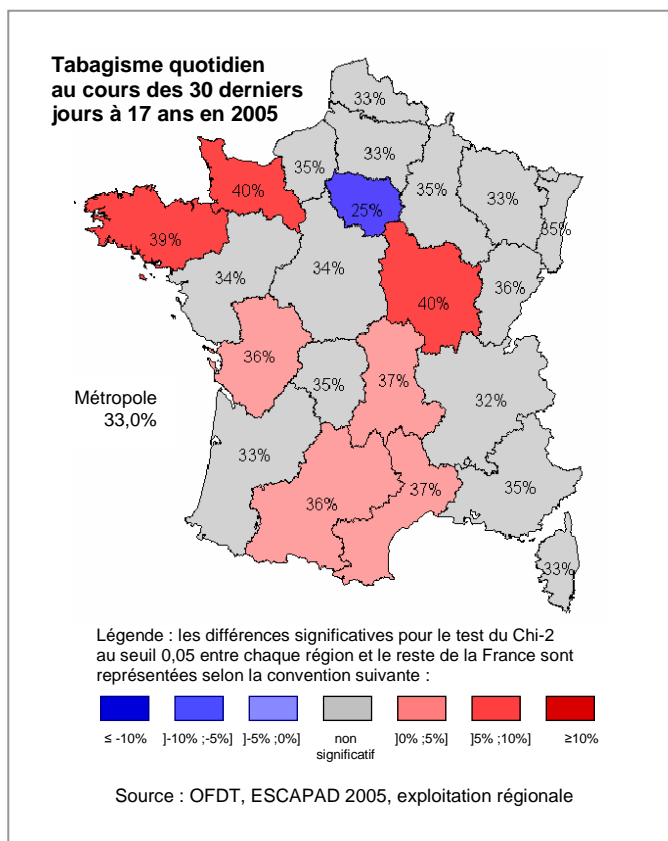 Tabagisme quotidien
au cours des 30 derniers
jours à 17 ans en 2005
33%
35%
33%
35%
33%
35%
40%
25%
39%
34%
34%
40%
36%
36%
35%
37%
32%
Métropole
33,0%
33%
36%
37%
35%
33%
Légende : les différences significatives pour le test du Chi-2
au seuil 0,05 entre chaque région et le reste de la France sont
représentées selon la convention suivante :
≤ -10%
]-10% ;-5%]
]-5% ;0%]
non
significatif
]0% ;5%]
]5% ;10%]
≥10%
Source : OFDT, ESCAPAD 2005, exploitation régionale